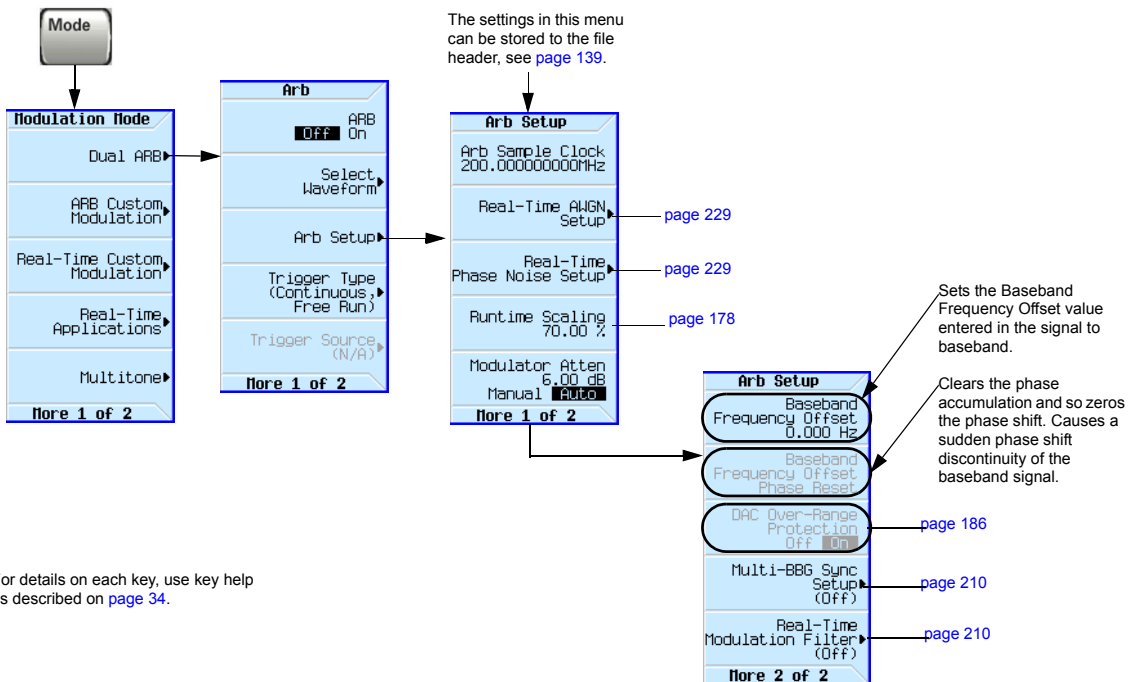 Mode
The settings in this menu
can be stored to the file
header, see page 139.
Modulation Mode
Dual ARB
ARB Custom
Modulation
Real-Time Custom
Modulation
Real-Time
Applications
Multitone
More 1 of 2
Arb
ARB
Off On
Select
Waveform
Arb Setup
Trigger Type
(Continuous,
Free Run)
Trigger Source
(N/A)
More 1 of 2
Arb Setup
Arb Sample Clock
200.000000000MHz
Real-Time AWGN
Setup
page 229
Real-Time
Phase Noise Setup
page 229
Runtime Scaling
70.00 %
page 178
Modulator Atten
6.00 dB
Manual Auto
More 1 of 2
Arb Setup
Baseband
Frequency Offset
0.000 Hz
Sets the Baseband
Frequency Offset value
entered in the signal to
baseband.
Baseband
Frequency Offset
Phase Reset
Clears the phase
accumulation and so zeros
the phase shift. Causes a
sudden phase shift
discontinuity of the
baseband signal.
DAC Over-Range
Protection
Off On
page 186
Multi-BBG Sync
Setup
(Off)
page 210
Real-Time
Modulation Filter
(Off)
page 210
More 2 of 2
or details on each key, use key help
s described on page 34.